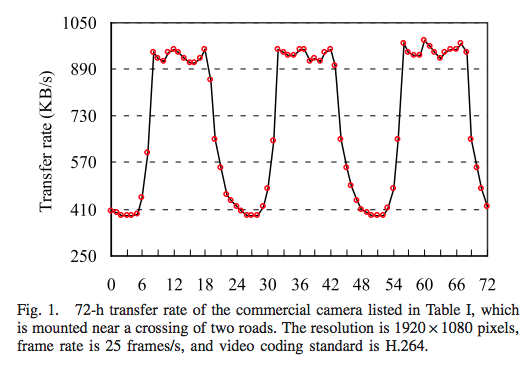 1050
890
730
570
410
250
Transfer rate (KB/s)
0 6 12 18 24 30 36 42 48 54 60 66 72
Fig. 1. 72-h transfer rate of the commercial camera listed in Table I, which
is mounted near a crossing of two roads. The resolution is 1920 × 1080 pixels,
frame rate is 25 frames/s, and video coding standard is H.264.